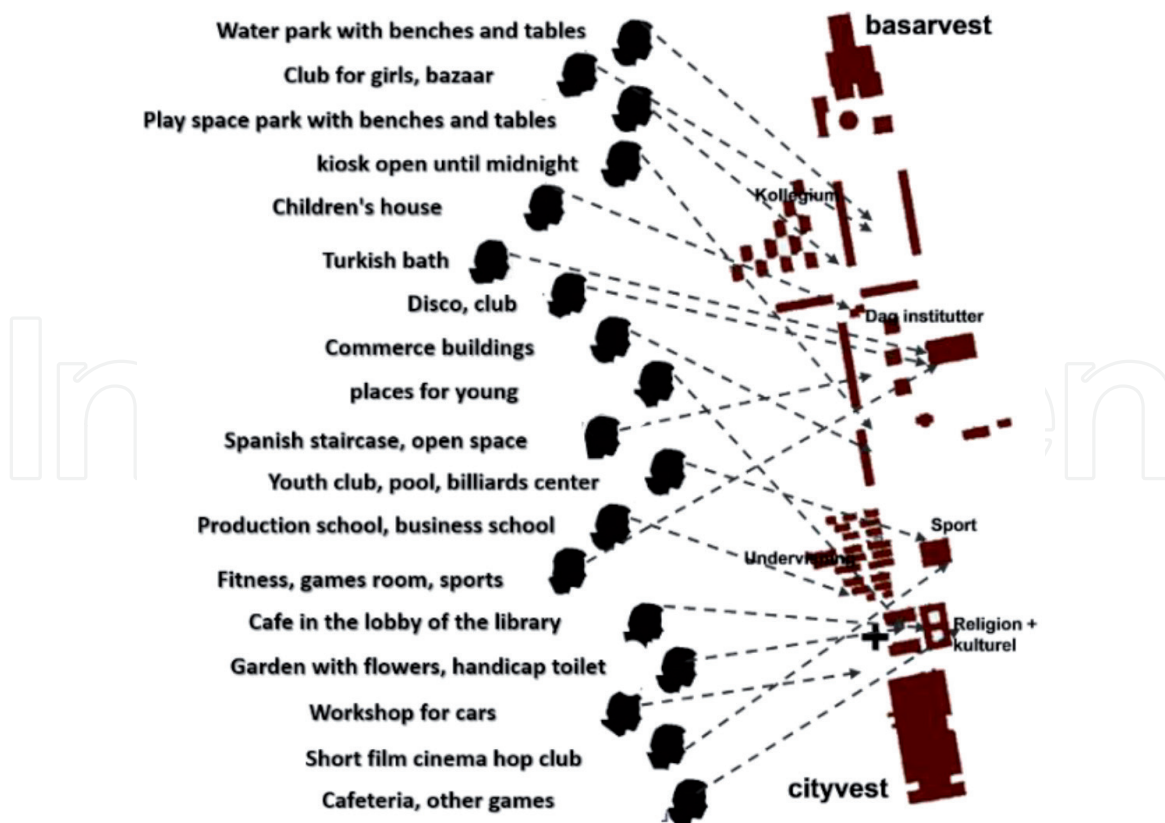 Water park with benches and tables
basarvest
Club for girls, bazaar
Play space park with benches and tables
kiosk open until midnight
Kollegium
Children's house
Turkish bath
Disco, club
Dag institutter
Commerce buildings
places for young
Spanish staircase, open space
Youth club, pool, billiards center
Production school, business school
Sport
Undervisning
Fitness, games room, sports
Cafe in the lobby of the library
Religion +
kulturel
Garden with flowers, handicap toilet
Workshop for cars
Short film cinema hop club
cityvest
Cafeteria, other games